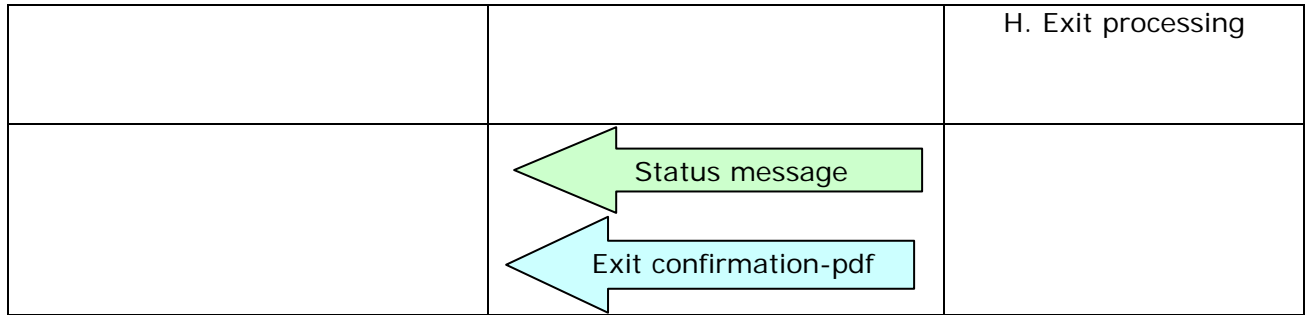 H. Exit processing
Status message
Exit confirmation-pdf